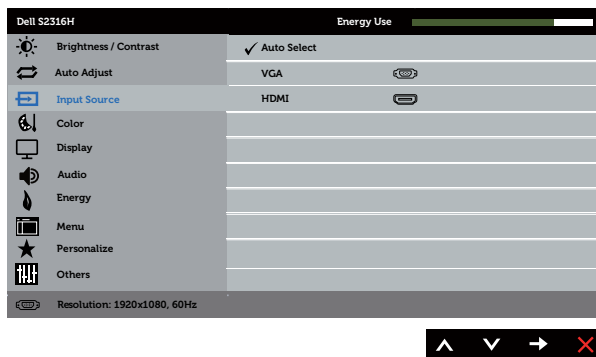 Dell S2316H Energy Use
Brightness / Contrast Auto Select
Auto Adjust VGA
Input Source HDMI
Color
Display
Audio
Energy
Menu
Personalize
Others
Resolution: 1920x1080, 60Hz